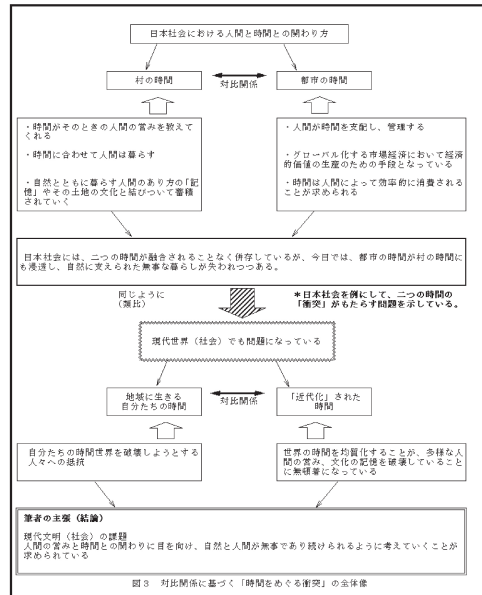 日本社会における人間と時間との関わり方
村の時間
対比関係
都市の時間
・時間がそのときの人間の営みを教えて
くれる
・時間に合わせて人間は暮らす
・自然とともに暮らす人間のあり方の「記
憶」やその土地の文化と結びついて蓄積
されていく
・人間が時間を支配し、管理する
・グローバル化する市場経済において経済
的価値の生産のための手段となっている
・時間は人間によって効率的に消費される
ことが求められる
日本社会には、二つの時間が融合されることなく併存しているが、今日では、都市の時間が村の時間に
も浸透し、自然に支えられた無事な暮らしが失われつつある。
同じように
（類比）
＊日本社会を例にして、二つの時間の
「衝突」がもたらす問題を示している。
現代世界（社会）でも問題になっている
地域に生きる
自分たちの時間
対比関係
「近代化」された
時間
自分たちの時間世界を破壊しようとする
人々への抵抗
世界の時間を均質化することが、多様な人
間の営み、文化の記憶を破壊していること
に無頓着になっている
筆者の主張（結論）
現代文明（社会）の課題
人間の営みと時間との関わりに目を向け、自然と人間が無事であり続けられるように考えていくことが
求められている
図３　対比関係に基づく「時間をめぐる衝突」の全体像